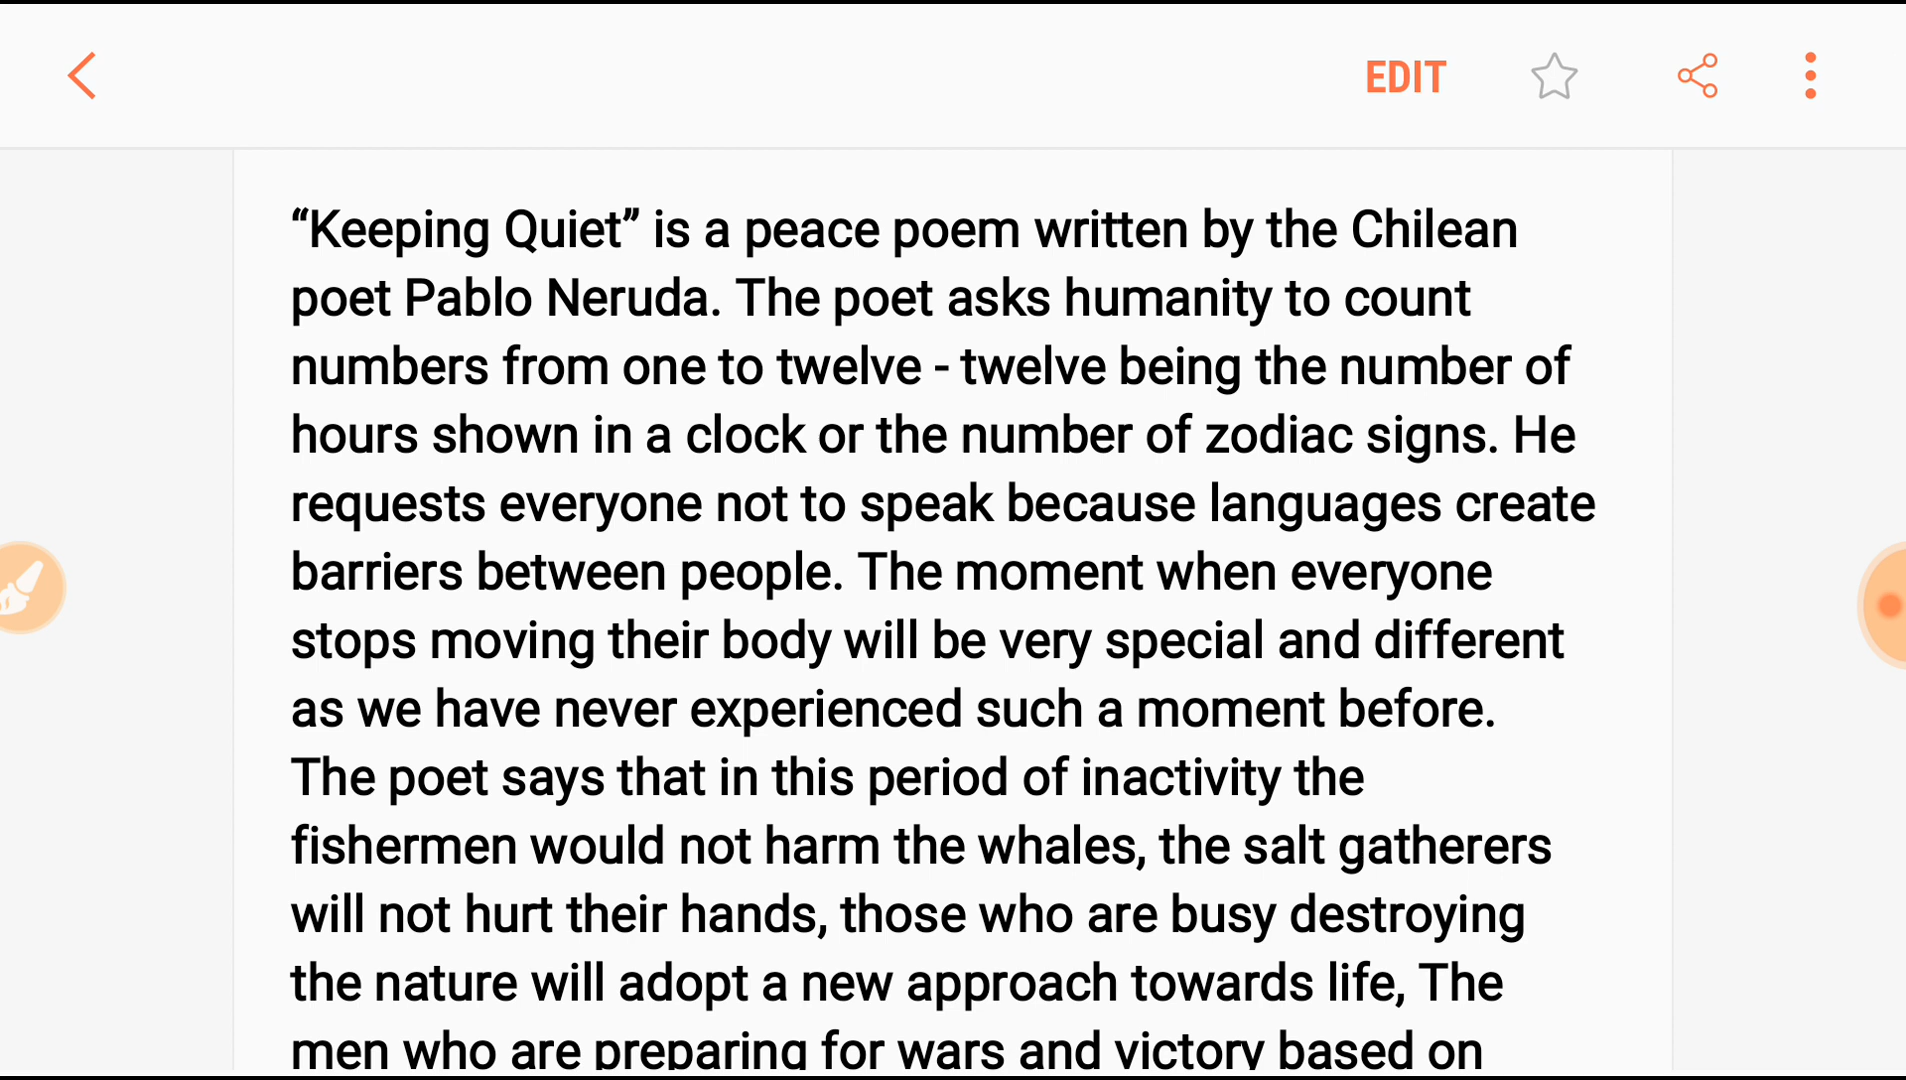 EDIT
“Keeping Quiet” is a peace poem written by the Chilean
poet Pablo Neruda. The poet asks humanity to count
numbers from one to twelve - twelve being the number of
hours shown in a clock or the number of zodiac signs. He
requests everyone not to speak because languages create
barriers between people. The moment when everyone
stops moving their body will be very special and different
as we have never experienced such a moment before.
The poet says that in this period of inactivity the
fishermen would not harm the whales, the salt gatherers
will not hurt their hands, those who are busy destroying
the nature will adopt a new approach towards life, The
men who are preparing for wars and victory based on